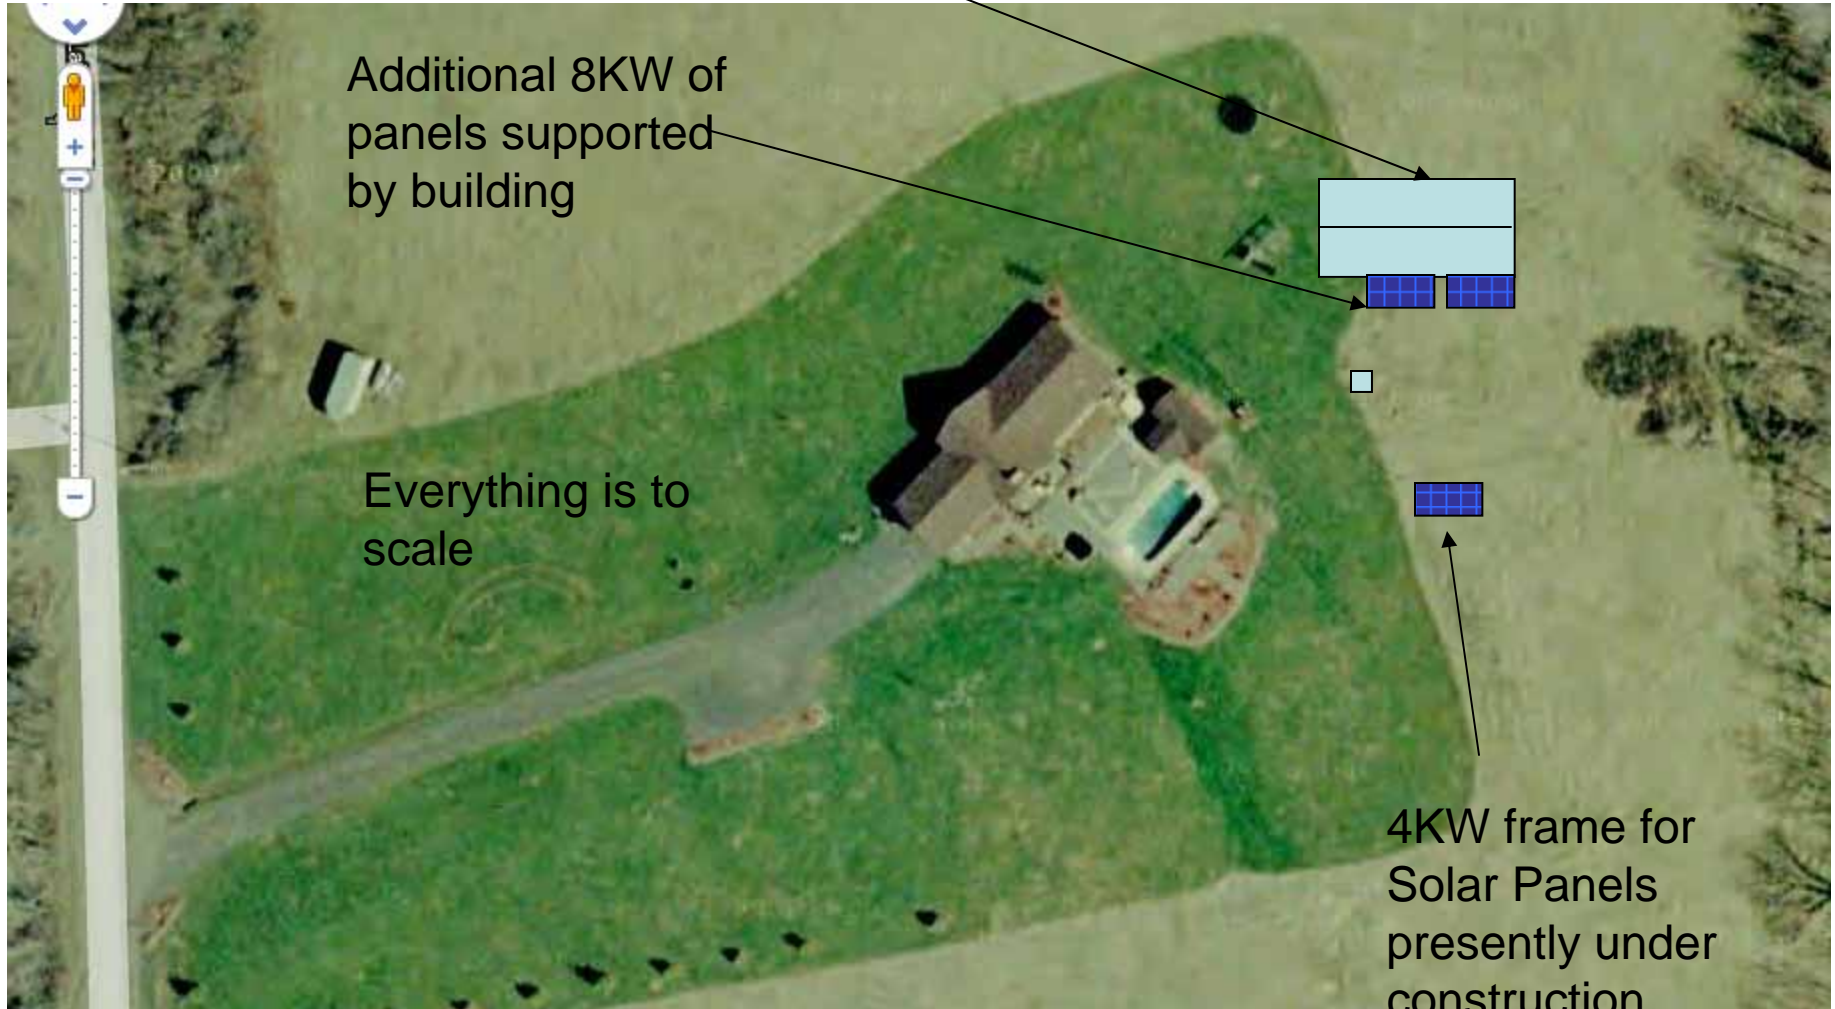 Additional 8KW of
panels supported
by building
Everything is to
scale
4KW frame for
Solar Panels
presently under
construction